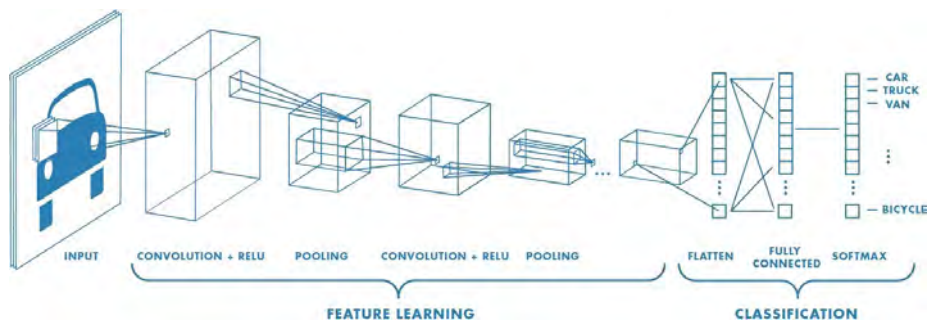 CAR
TRUCK
VAN
BICYCLE
INPUT
CONVOLUTION + RELU
POOLING
CONVOLUTION + RELU
POOLING
FLATTEN
FULLY
CONNECTED
SOFTMAX
FEATURE LEARNING
CLASSIFICATION